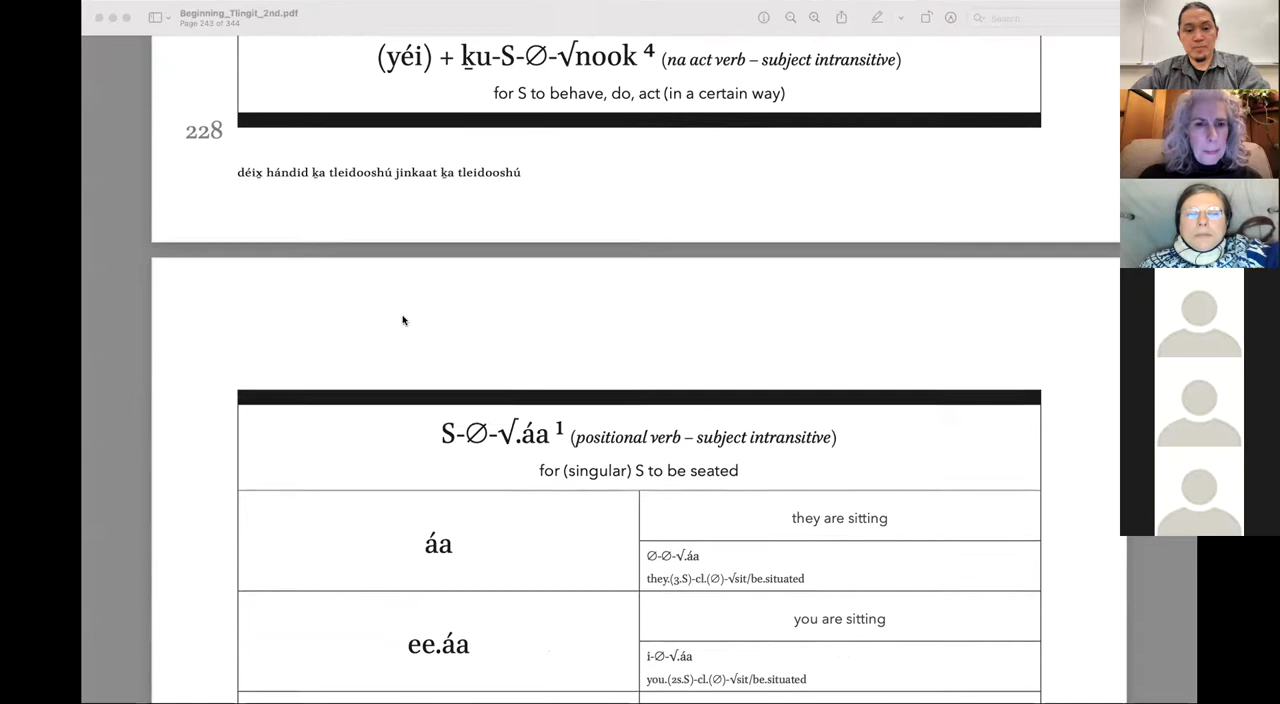 Beginning_Tlingit_2nd.pdf
Page 243 of 344
Search
(yéi) + ḵu-S-∅-√nook ⁴ (na act verb – subject intransitive)
for S to behave, do, act (in a certain way)
228
déix̱ hándid ḵa tleidooshú jinkaat ḵa tleidooshú
S-∅-√.áa ¹ (positional verb – subject intransitive)
for (singular) S to be seated
áa
they are sitting
∅-∅-√.áa
they.(3.S)-cl.(∅)-√sit/be.situated
ee.áa
you are sitting
i-∅-√.áa
you.(2s.S)-cl.(∅)-√sit/be.situated